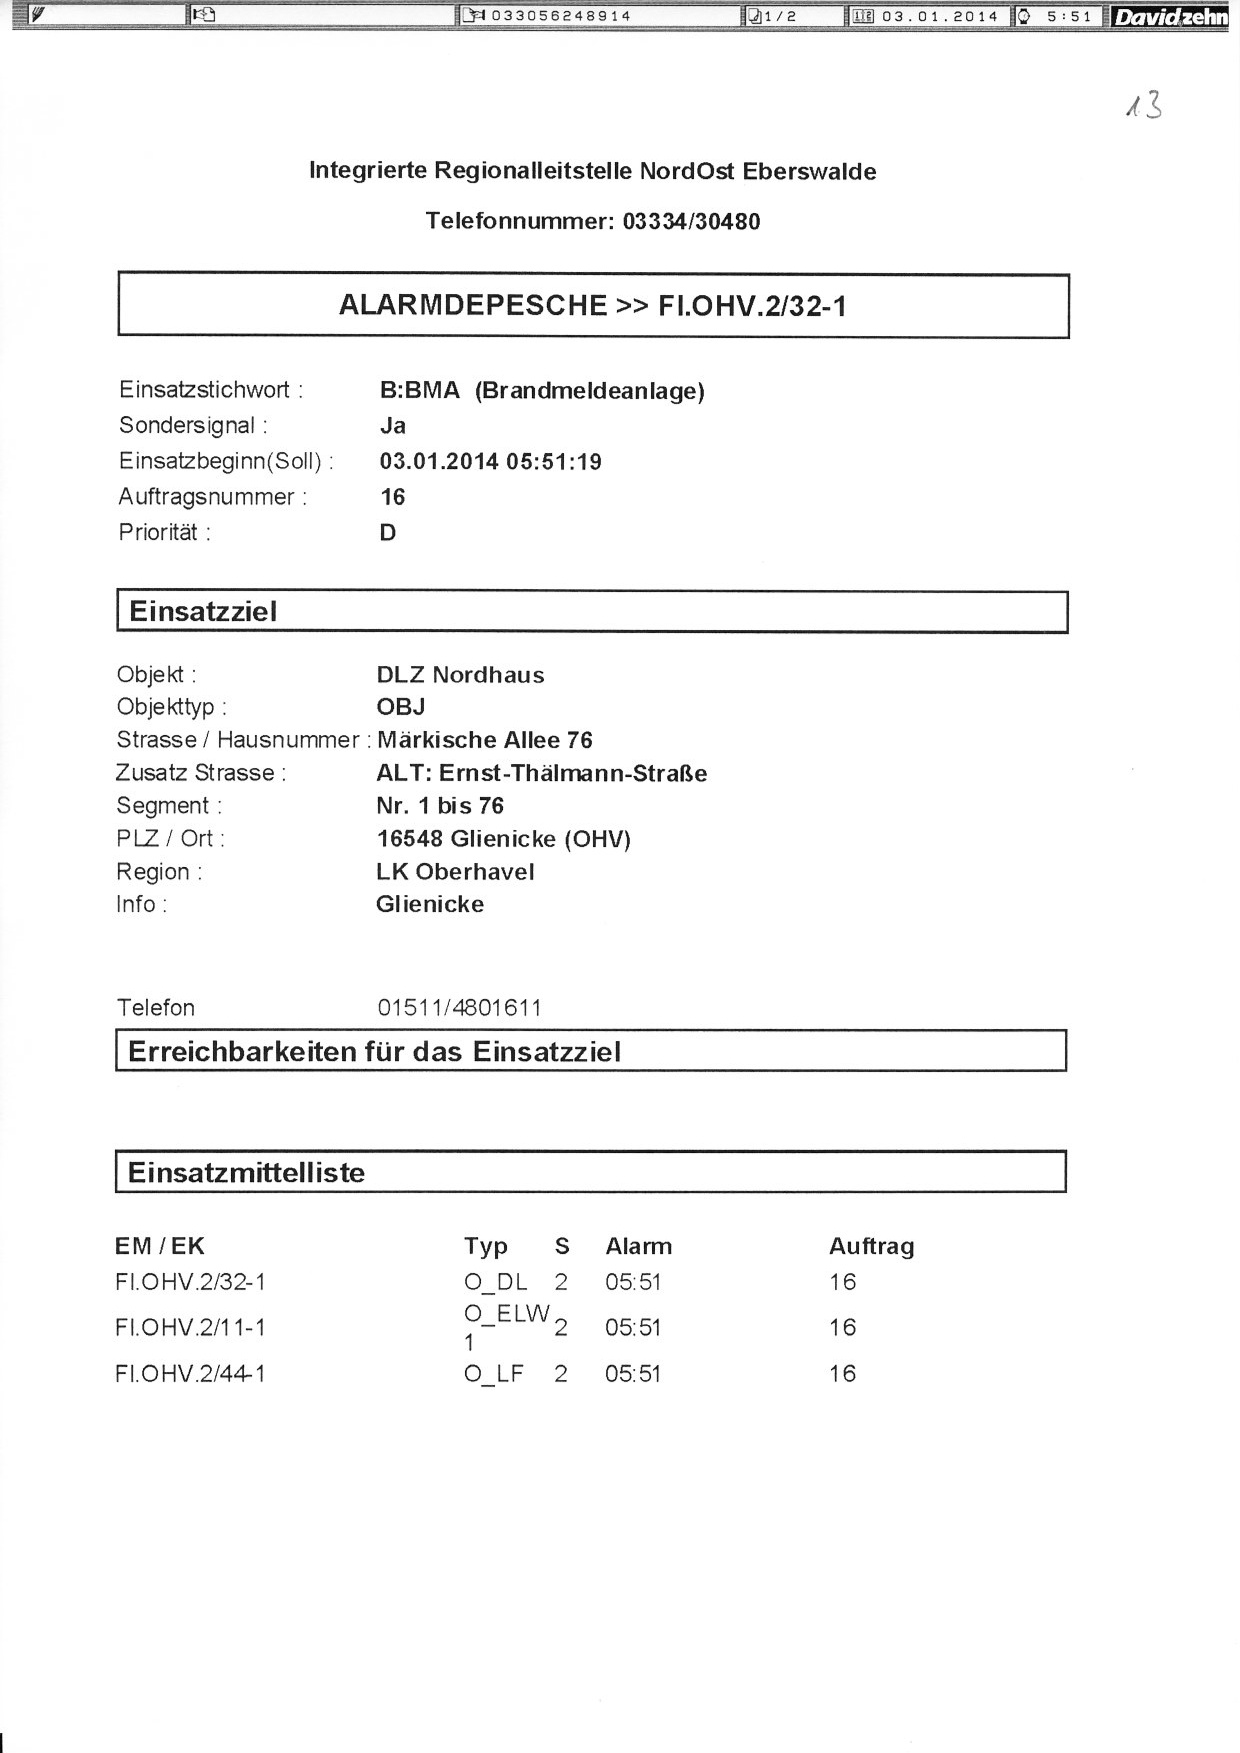 033056248914 1/2 03.01.2014 5:51 Davidzehn
13
Integrierte Regionalleitstelle NordOst Eberswalde
Telefonnummer: 03334/30480
ALARMDEPESCHE >> FI.OHV.2/32-1
Einsatzstichwort : B:BMA (Brandmeldeanlage)
Sondersignal : Ja
Einsatzbeginn(Soll) : 03.01.2014 05:51:19
Auftragsnummer : 16
Priorität : D
Einsatzziel
Objekt : DLZ Nordhaus
Objekttyp : OBJ
Strasse / Hausnummer : Märkische Allee 76
Zusatz Strasse : ALT: Ernst-Thälmann-Straße
Segment : Nr. 1 bis 76
PLZ / Ort : 16548 Glienicke (OHV)
Region : LK Oberhavel
Info : Glienicke
Telefon 01511/4801611
Erreichbarkeiten für das Einsatzziel
Einsatzmittelliste
EM / EK Typ S Alarm Auftrag
FI.OHV.2/32-1 O_DL 2 05:51 16
FI.OHV.2/11-1 O_ELW 2 05:51 16
1
FI.OHV.2/44-1 O_LF 2 05:51 16